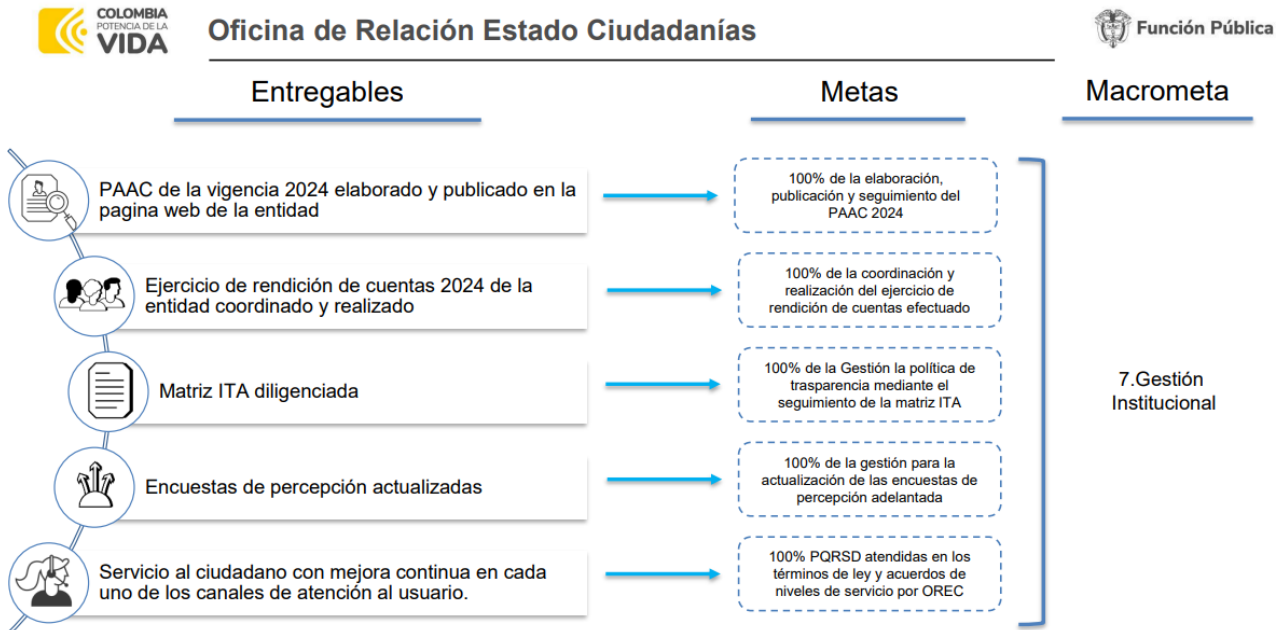 COLOMBIA
POTENCIA DE LA
VIDA
Oficina de Relación Estado Ciudadanías
Función Pública
Entregables
Metas
Macrometa
PAAC de la vigencia 2024 elaborado y publicado en la
pagina web de la entidad
100% de la elaboración,
publicación y seguimiento del
PAAC 2024
Ejercicio de rendición de cuentas 2024 de la
entidad coordinado y realizado
100% de la coordinación y
realización del ejercicio de
rendición de cuentas efectuado
Matriz ITA diligenciada
100% de la Gestión la política de
trasparencia mediante el
seguimiento de la matriz ITA
Encuestas de percepción actualizadas
100% de la gestión para la
actualización de las encuestas de
percepción adelantada
Servicio al ciudadano con mejora continua en cada
uno de los canales de atención al usuario.
100% PQRSD atendidas en los
términos de ley y acuerdos de
niveles de servicio por OREC
7.Gestión
Institucional